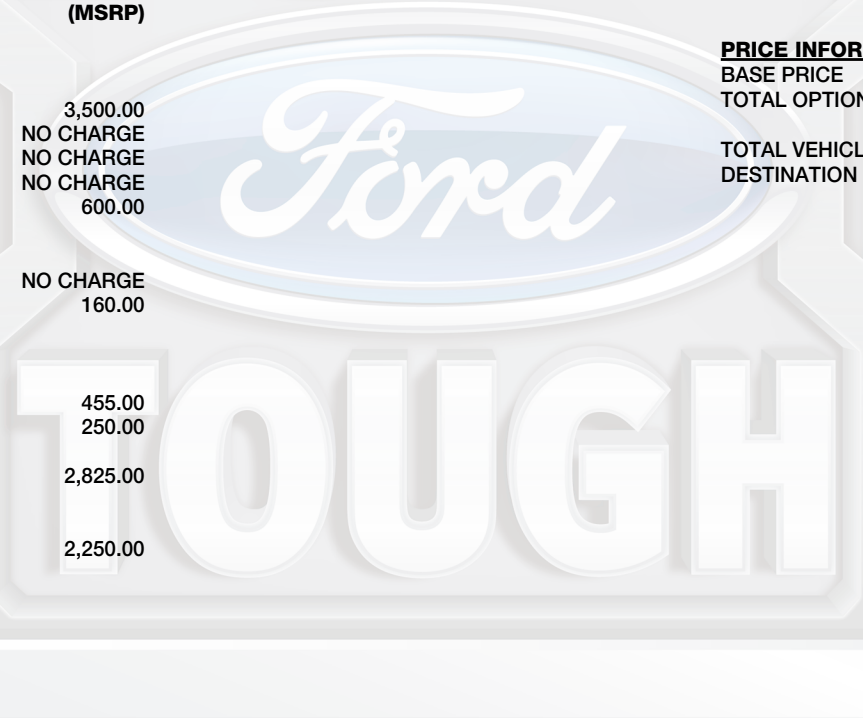 (MSRP)
3,500.00
NO CHARGE
NO CHARGE
NO CHARGE
600.00
NO CHARGE
160.00
455.00
250.00
2,825.00
2,250.00
PRICE INFOR
BASE PRICE
TOTAL OPTION
TOTAL VEHICL
DESTINATION
Ford
TOUGH